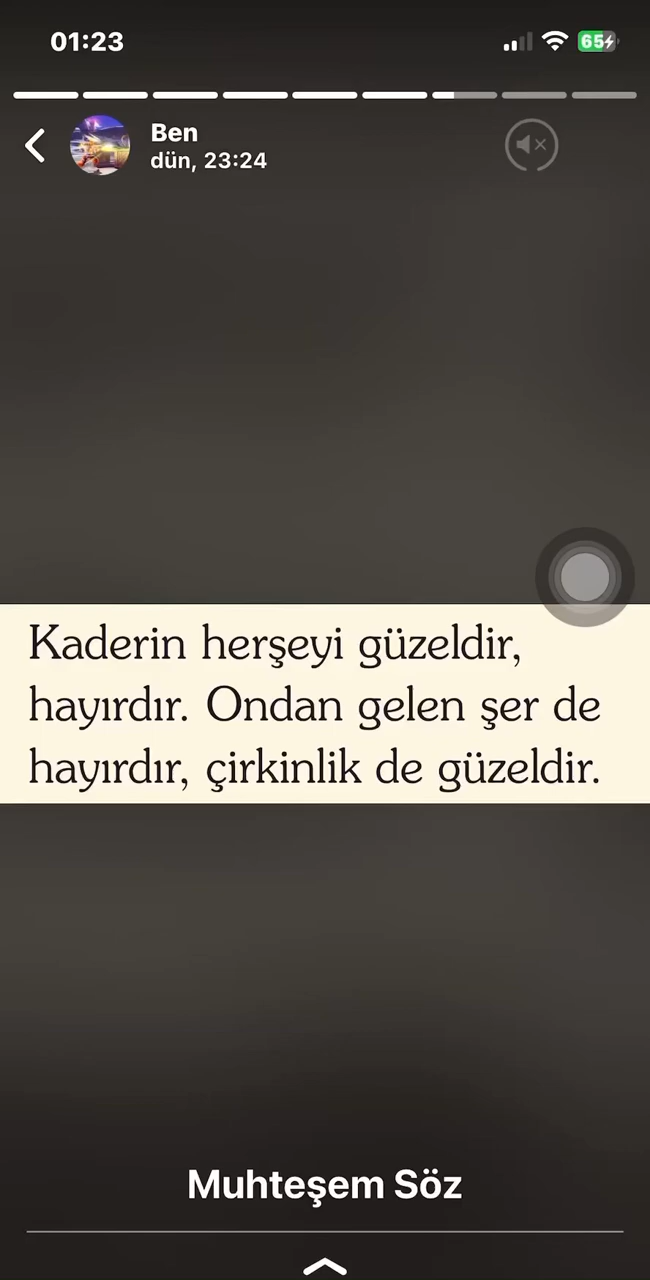 01:23
65
Ben
dün, 23:24
Kaderin herşeyi güzeldir,
hayırdır. Ondan gelen şer de
hayırdır, çirkinlik de güzeldir.
Muhteşem Söz